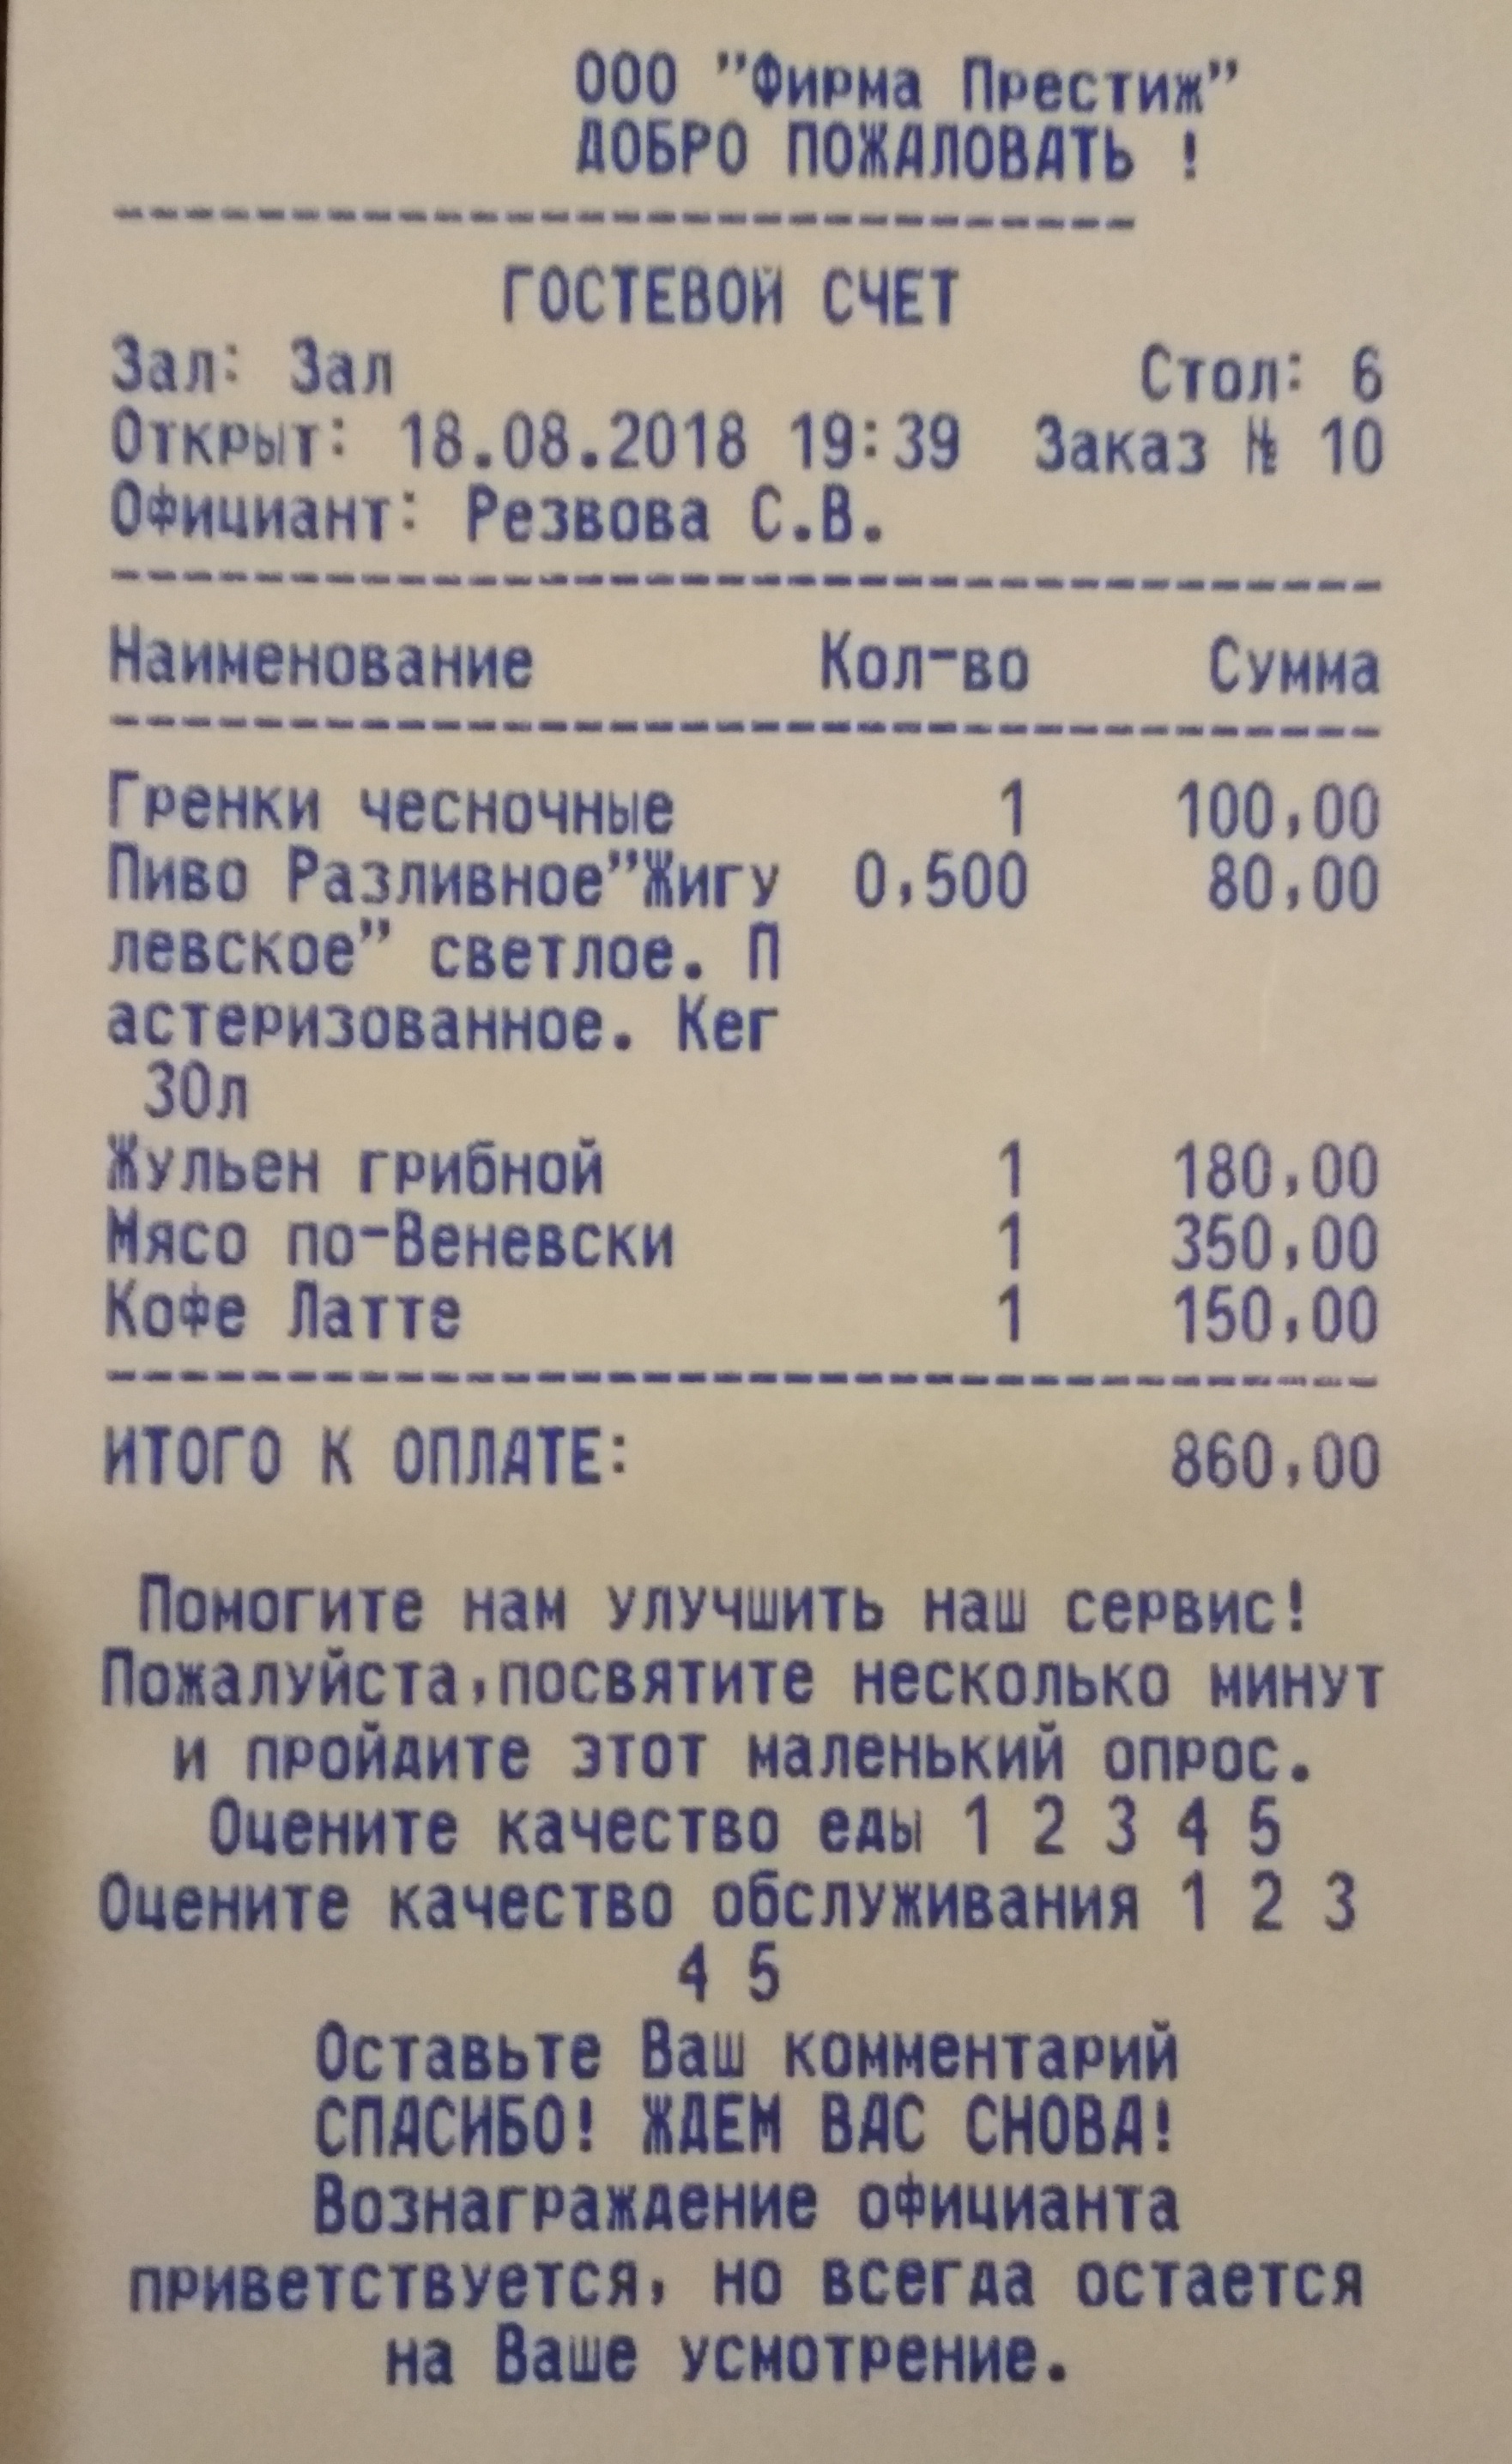 ООО "Фирма Престиж"
ДОБРО ПОЖАЛОВАТЬ !
------------------------------
ГОСТЕВОЙ СЧЕТ
Зал: Зал Стол: 6
Открыт: 18.08.2018 19:39 Заказ № 10
Официант: Резвова С.В.
------------------------------------
Наименование Кол-во Сумма
------------------------------------
Гренки чесночные 1 100,00
Пиво Разливное"Жигу 0,500 80,00
левское" светлое. П
астеризованное. Кег
30л
Жульен грибной 1 180,00
Мясо по-Веневски 1 350,00
Кофе Латте 1 150,00
------------------------------------
ИТОГО К ОПЛАТЕ: 860,00
Помогите нам улучшить наш сервис!
Пожалуйста,посвятите несколько минут
и пройдите этот маленький опрос.
Оцените качество еды 1 2 3 4 5
Оцените качество обслуживания 1 2 3
4 5
Оставьте Ваш комментарий
СПАСИБО! ЖДЕМ ВАС СНОВА!
Вознаграждение официанта
приветствуется, но всегда остается
на Ваше усмотрение.